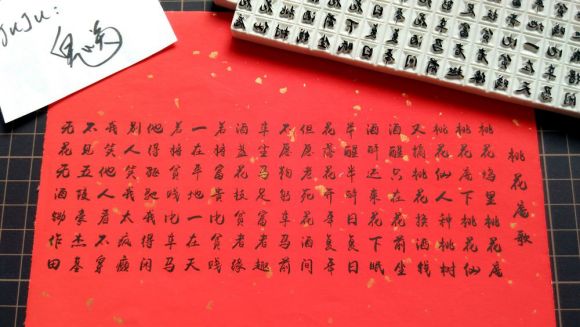 JuJu:
桃花庵歌
桃花坞里桃花庵
桃花庵下桃花仙
桃花仙人种桃树
又摘桃花换酒钱
酒醒只在花前坐
酒醉还来花下眠
半醒半醉日复日
花落花开年复年
但愿老死花酒间
不愿鞠躬车马前
车尘马足富者趣
酒盏花枝贫者缘
若将富贵比贫贱
一在平地一在天
若将贫贱比车马
他得驱驰我得闲
别人笑我太疯癫
我笑他人看不穿
不见五陵豪杰墓
无花无酒锄作田